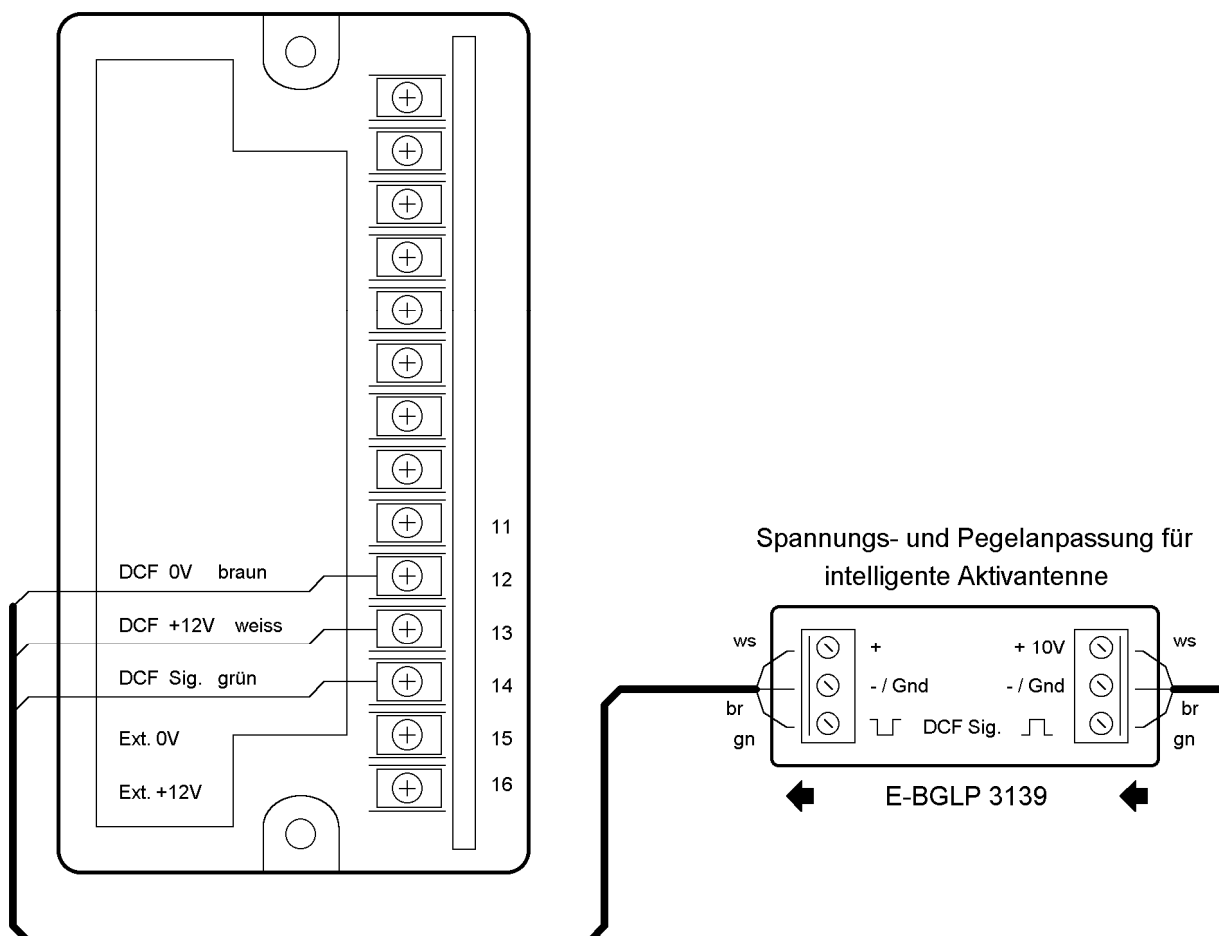 11
DCF 0V braun 12
DCF +12V weiss 13
DCF Sig. grün 14
Ext. 0V 15
Ext. +12V 16
Spannungs- und Pegelanpassung für
intelligente Aktivantenne
ws + + 10V ws
- / Gnd - / Gnd
br br
gn DCF Sig. gn
E-BGLP 3139